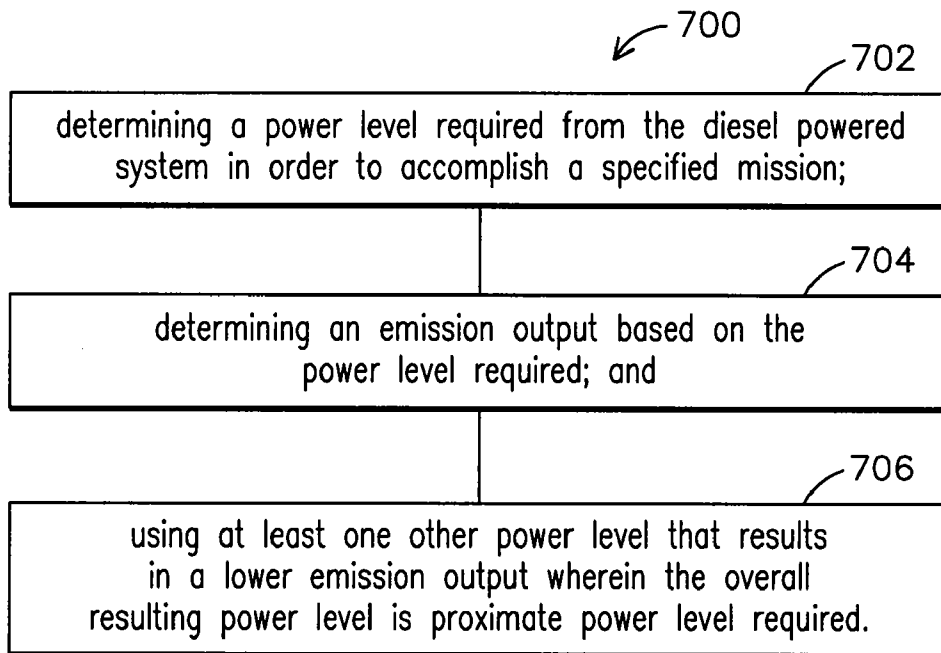 700
702
determining a power level required from the diesel powered
system in order to accomplish a specified mission;
704
determining an emission output based on the
power level required; and
706
using at least one other power level that results
in a lower emission output wherein the overall
resulting power level is proximate power level required.